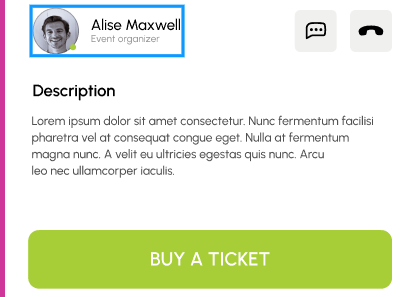 Alise Maxwell
Event organizer
Description
Lorem ipsum dolor sit amet consectetur. Nunc fermentum facilisi
pharetra vel at consequat congue eget. Nulla at fermentum
magna nunc. A velit eu ultricies egestas quis nunc. Arcu
leo nec ullamcorper iaculis.
BUY A TICKET